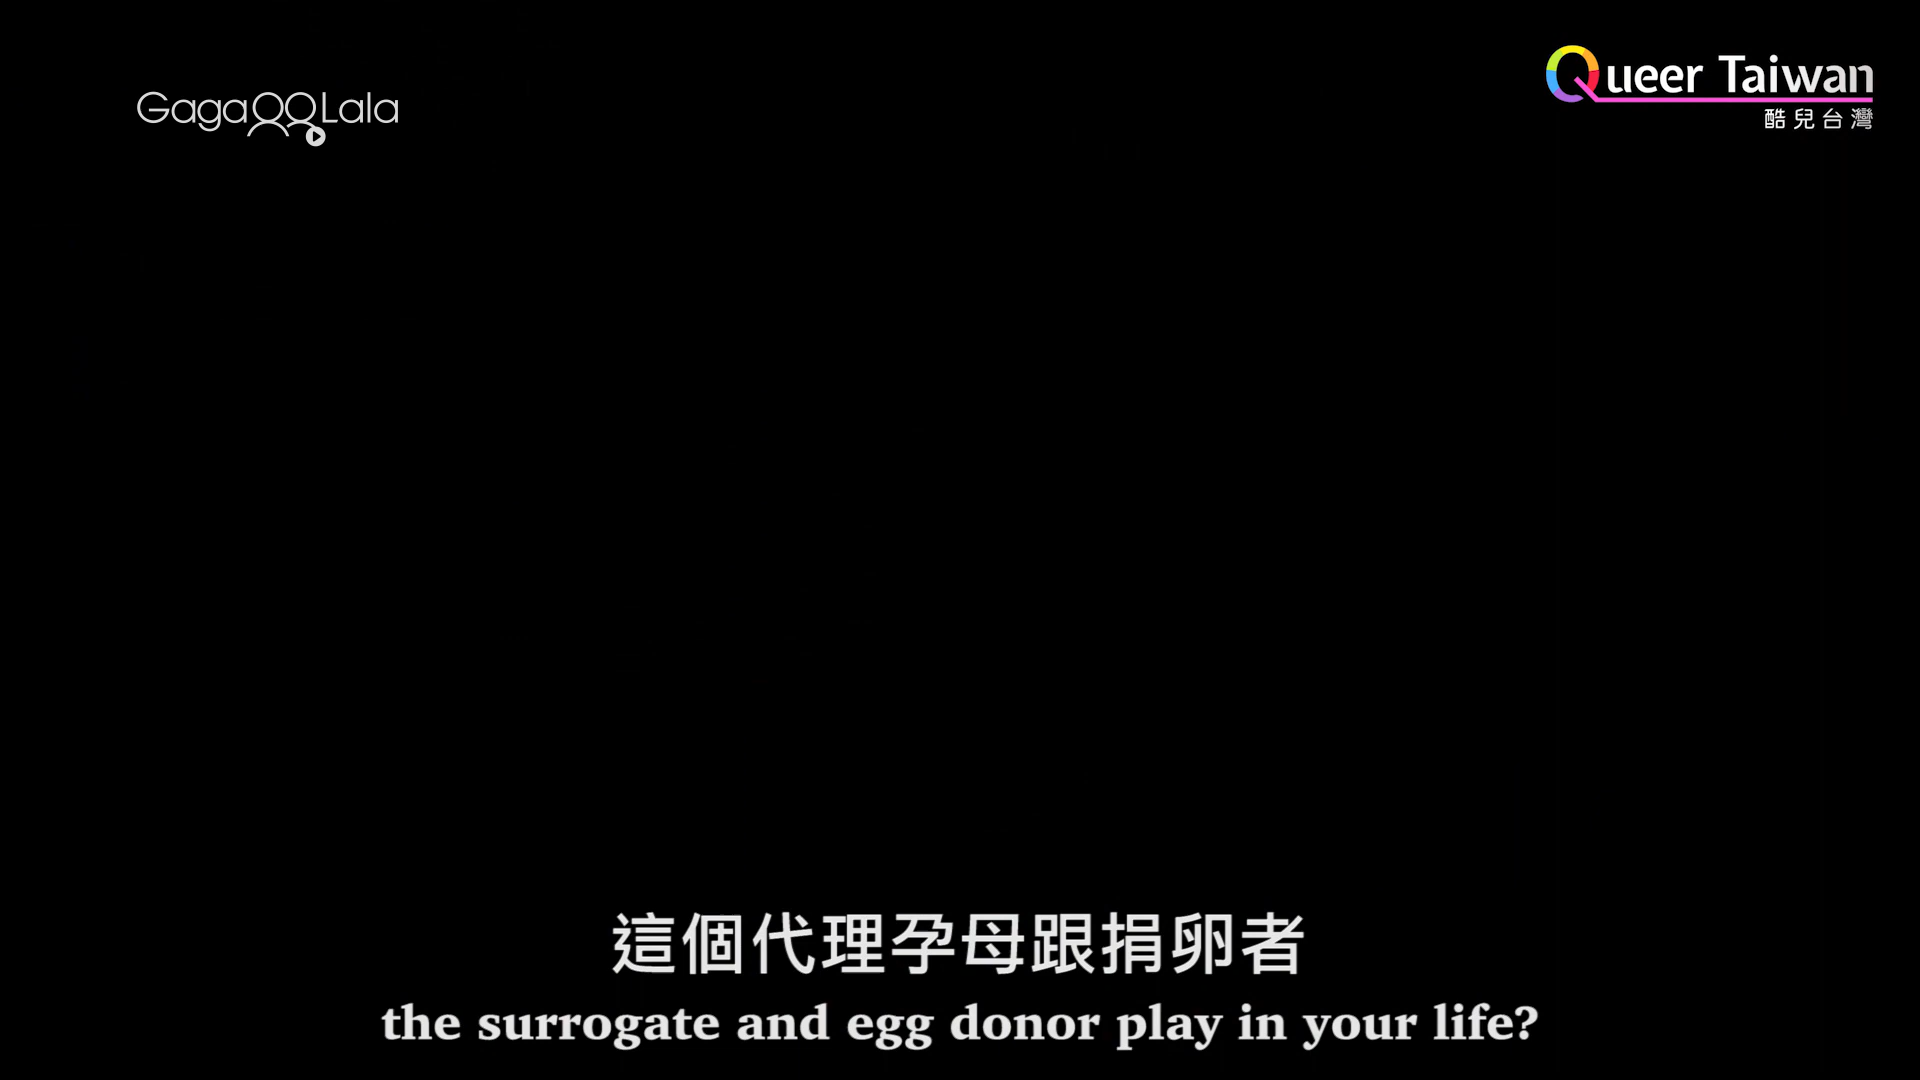 GagaOOLala
Queer Taiwan
酷兒台灣
這個代理孕母跟捐卵者
the surrogate and egg donor play in your life?